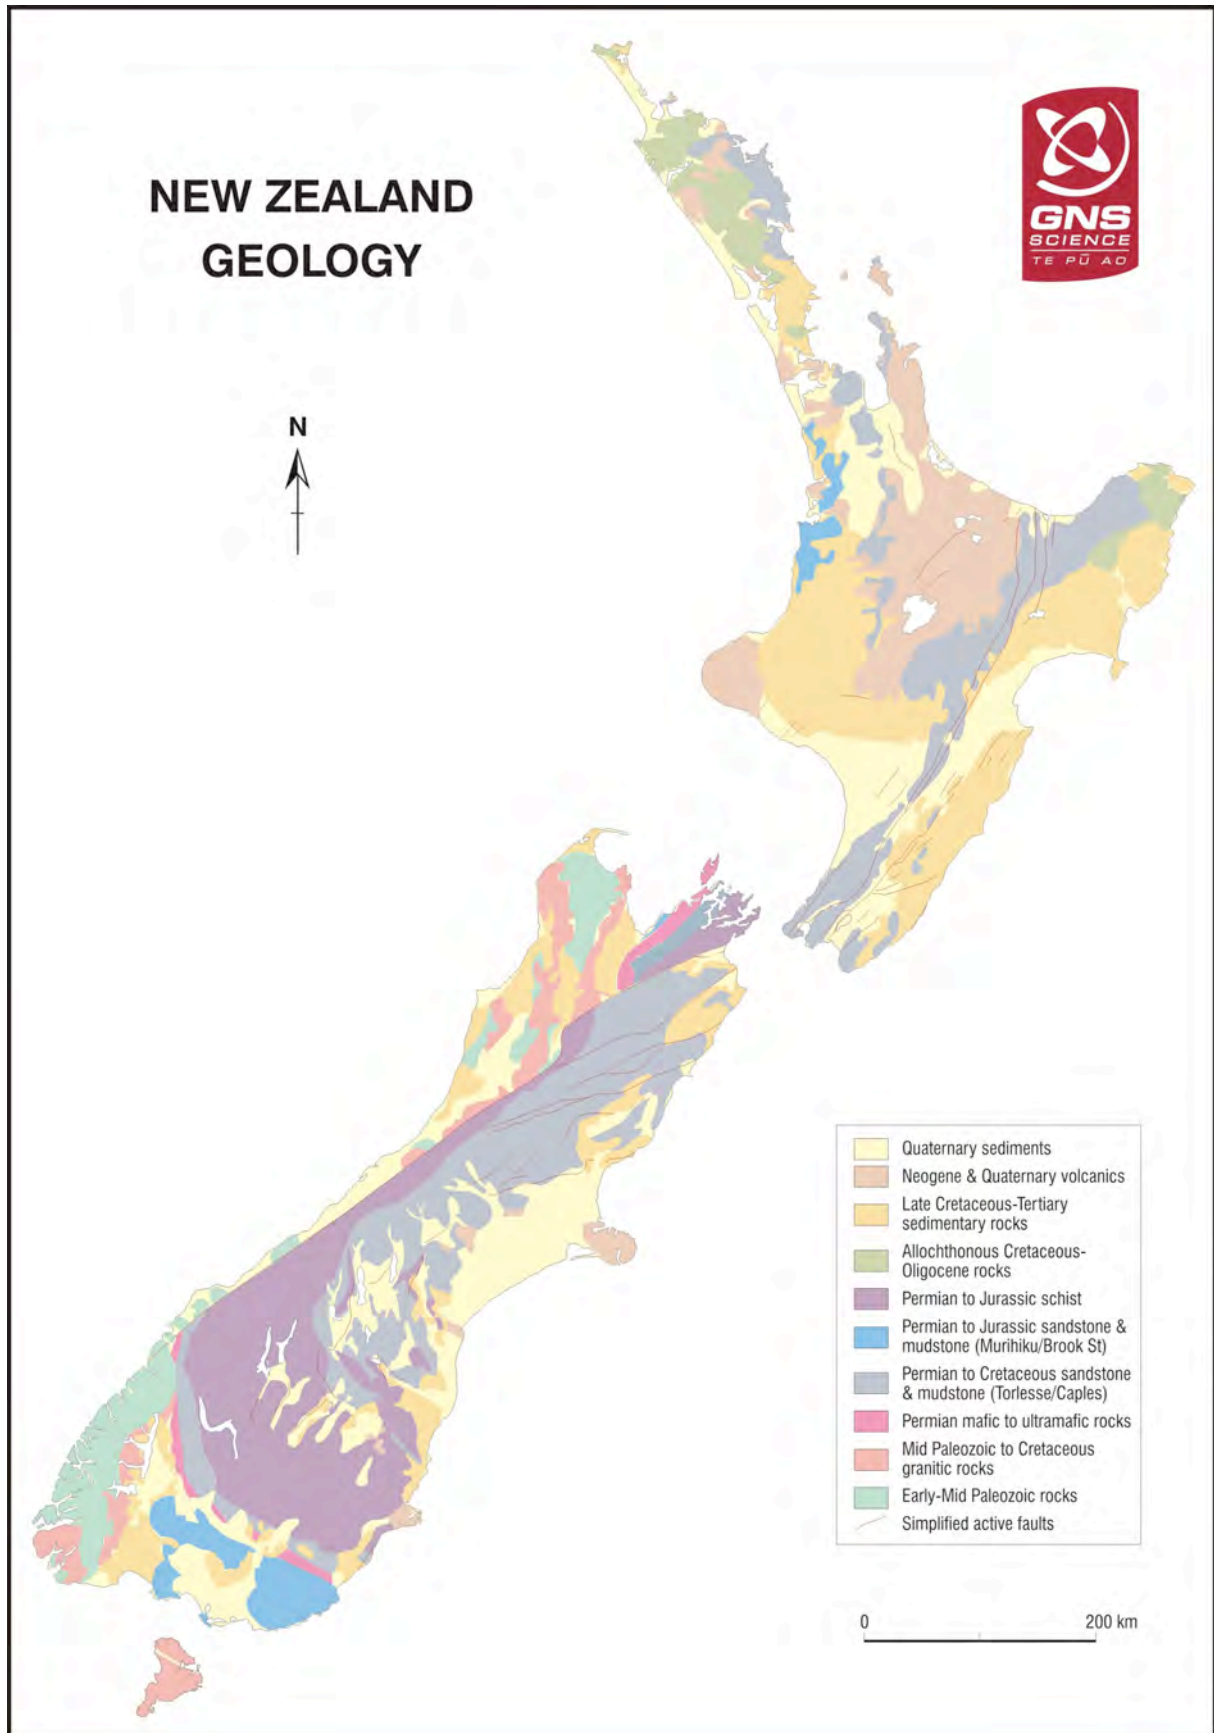 NEW ZEALAND
GEOLOGY
GNS
SCIENCE
TE PŪ AO
N
Quaternary sediments
Neogene & Quaternary volcanics
Late Cretaceous-Tertiary
sedimentary rocks
Allochthonous Cretaceous-
Oligocene rocks
Permian to Jurassic schist
Permian to Jurassic sandstone &
mudstone (Murihiku/Brook St)
Permian to Cretaceous sandstone
& mudstone (Torlesse/Caples)
Permian mafic to ultramafic rocks
Mid Paleozoic to Cretaceous
granitic rocks
Early-Mid Paleozoic rocks
Simplified active faults
0 200 km